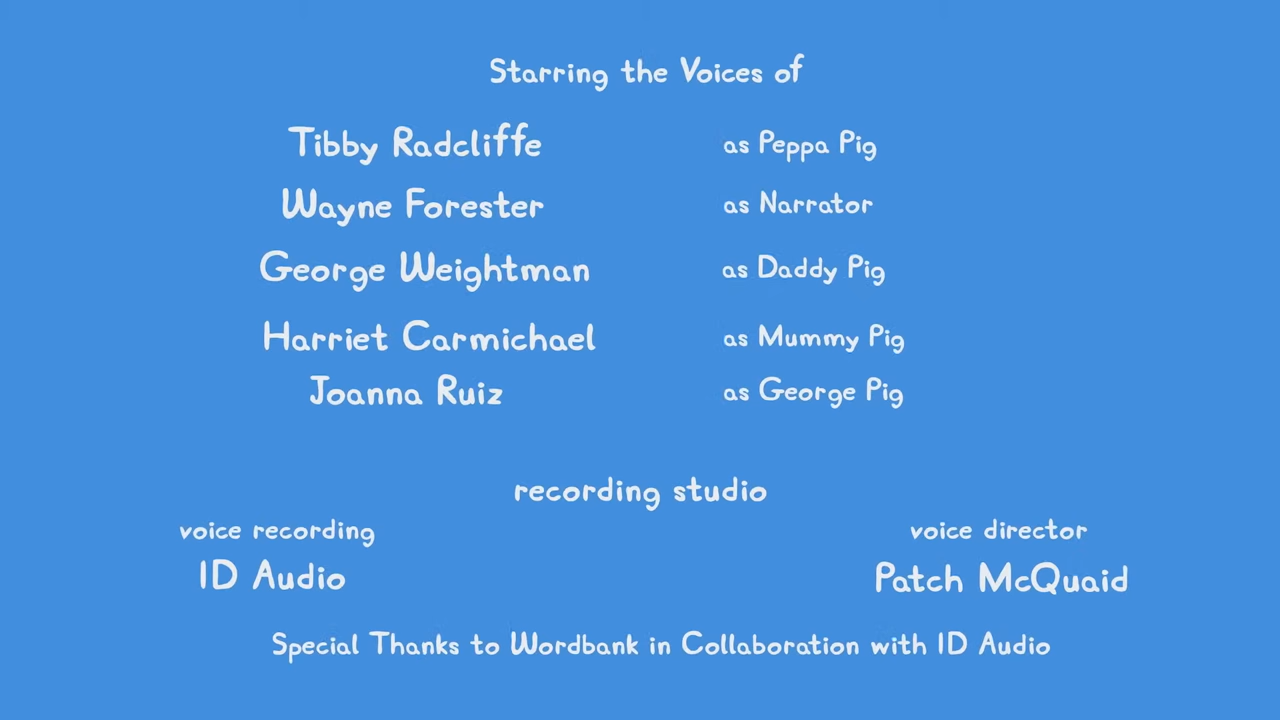 Starring the Voices of
Tibby Radcliffe as Peppa Pig
Wayne Forester as Narrator
George Weightman as Daddy Pig
Harriet Carmichael as Mummy Pig
Joanna Ruiz as George Pig
recording studio
voice recording voice director
ID Audio Patch McQuaid
Special Thanks to Wordbank in Collaboration with ID Audio